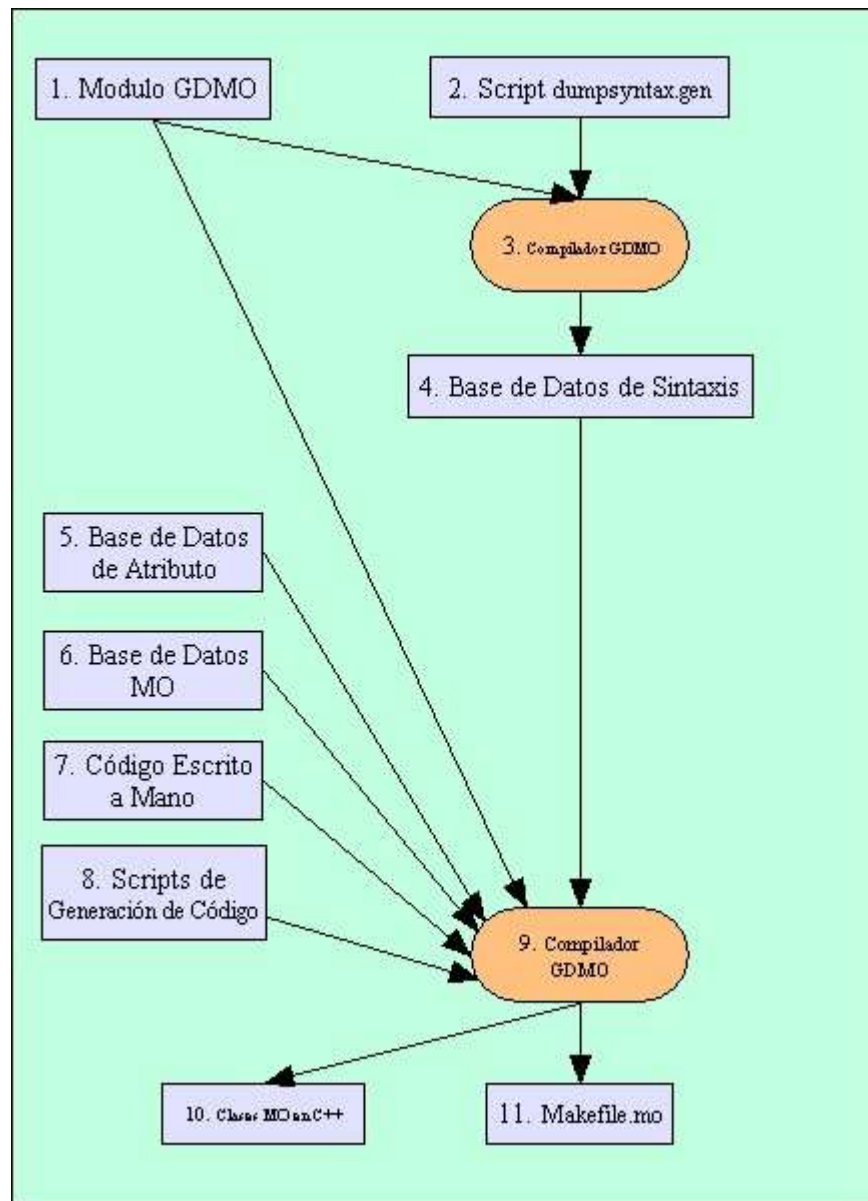 1. Modulo GDMO
2. Script dumpsyntax.gen
3. Compilador GDMO
4. Base de Datos de Sintaxis
5. Base de Datos
de Atributo
6. Base de Datos
MO
7. Código Escrito
a Mano
8. Scripts de
Generación de Código
9. Compilador
GDMO
10. Clases MO en C++
11. Makefile.mo